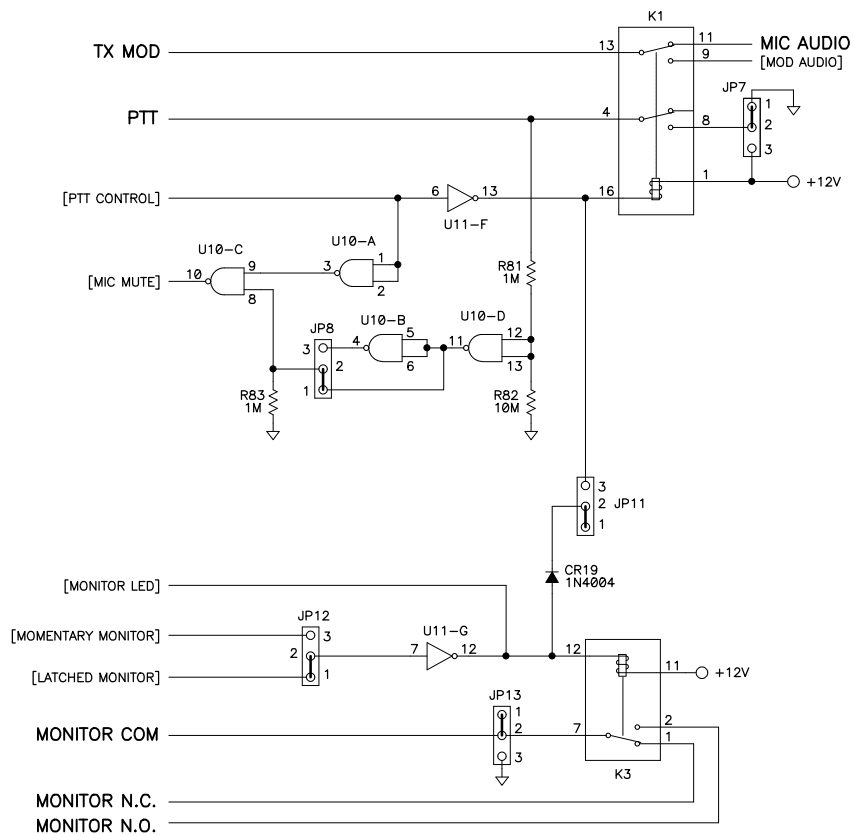 K1
TX MOD 13 11 MIC AUDIO
9 [MOD AUDIO]
JP7
1
PTT 4 8 2
3
[PTT CONTROL] 6 13 16 1 +12V
U11-F
U10-C U10-A
[MIC MUTE] 10 9 3 1
8 2
R81
1M
JP8 U10-B U10-D
3 4 5 11 12
2 6 13
1
R83
1M
R82
10M
3
2 JP11
1
CR19
1N4004
[MONITOR LED]
JP12
[MOMENTARY MONITOR] 3 U11-G
2 7 12 12 11 +12V
[LATCHED MONITOR] 1
JP13
1
MONITOR COM 2 7 2
1
3
K3
MONITOR N.C.
MONITOR N.O.